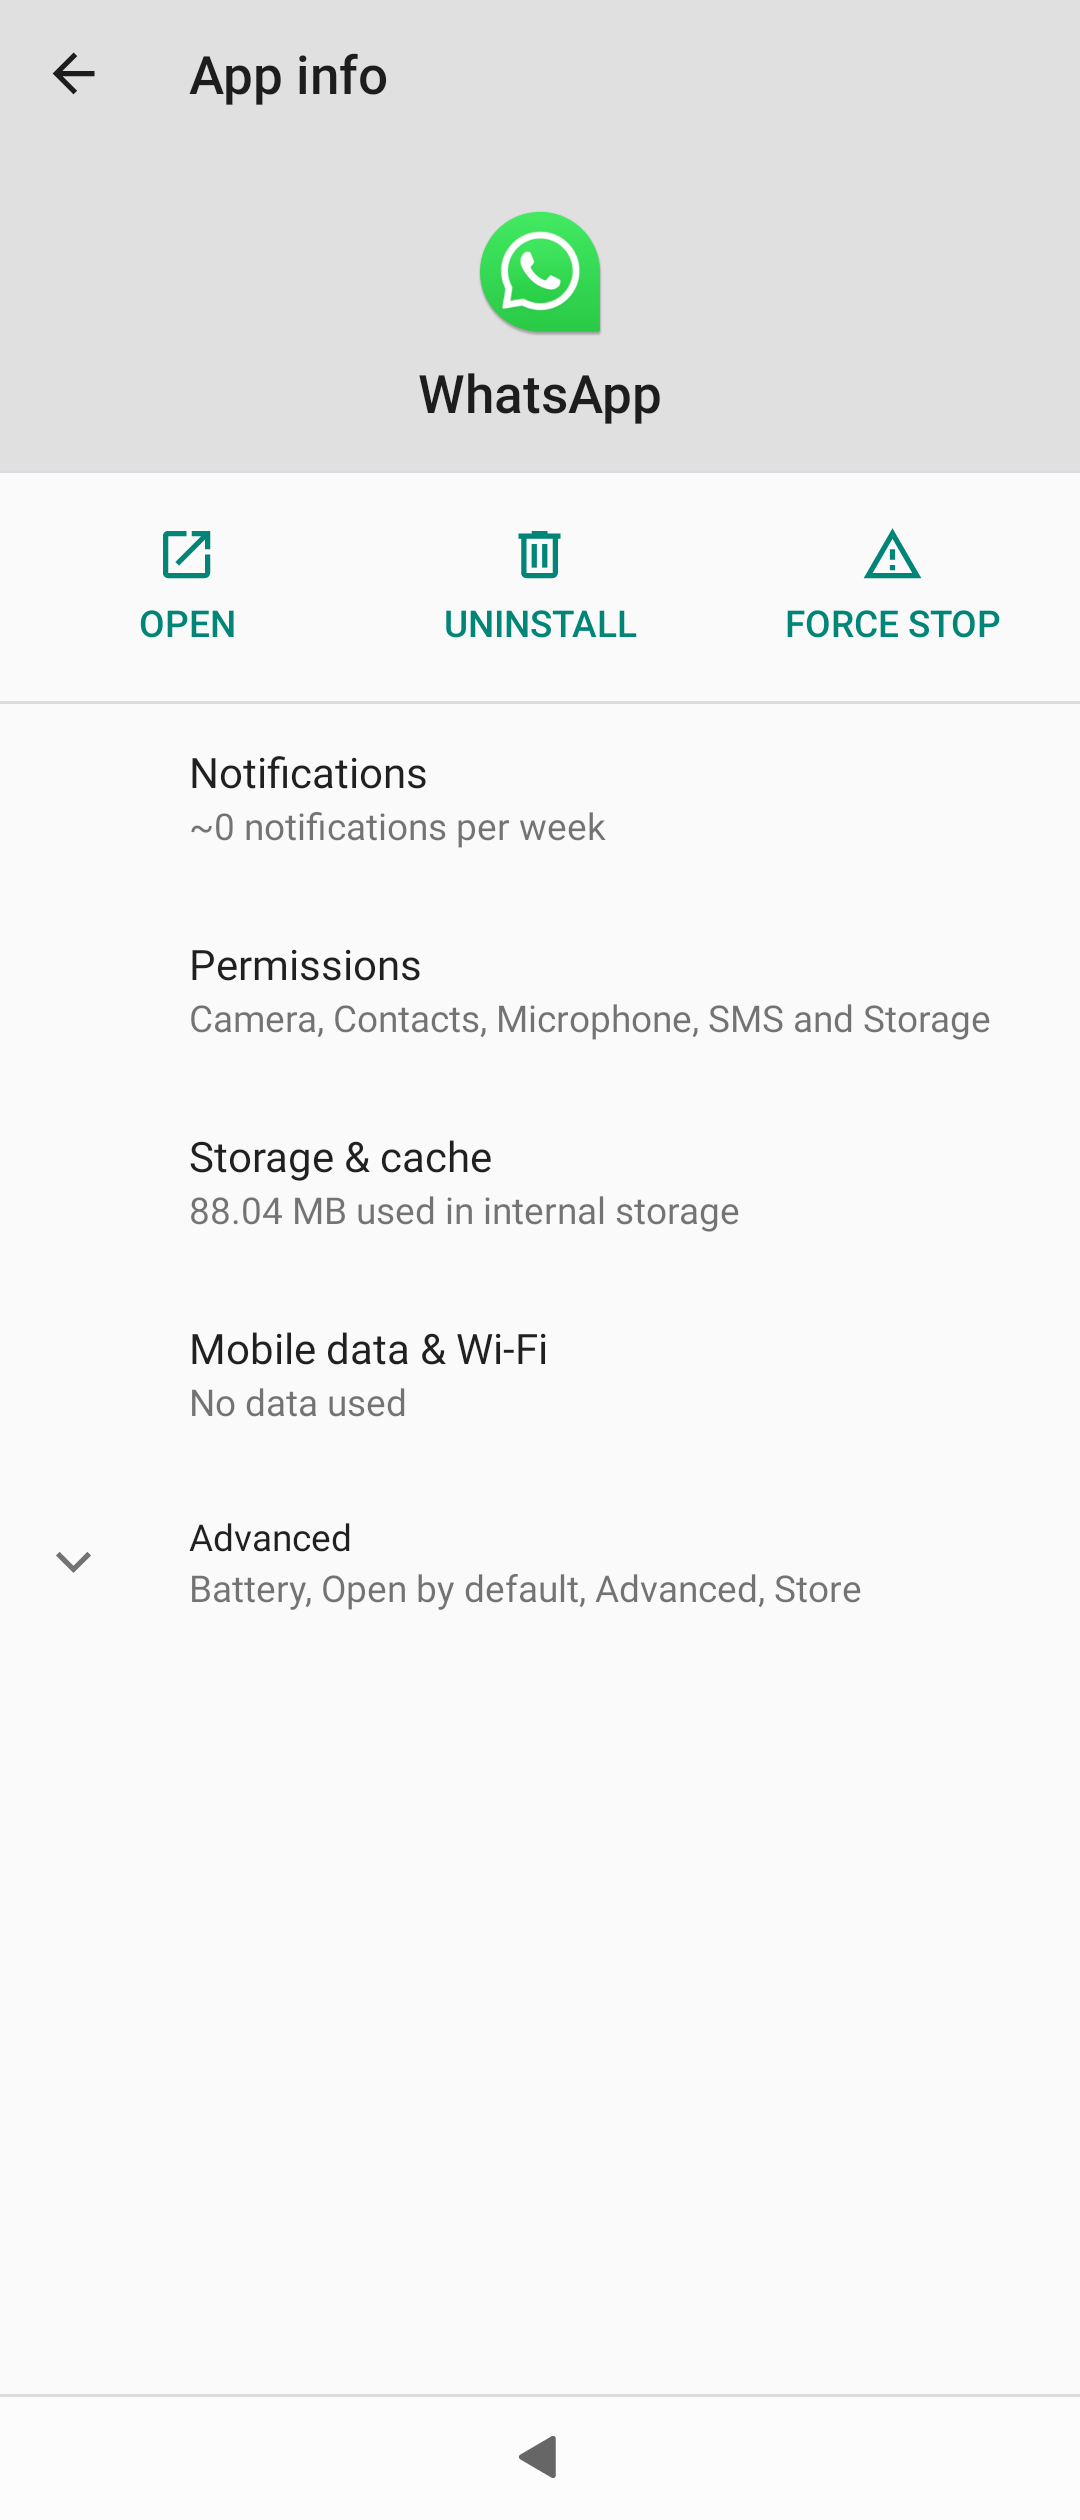 App info
WhatsApp
OPEN
UNINSTALL
FORCE STOP
Notifications
~0 notifications per week
Permissions
Camera, Contacts, Microphone, SMS and Storage
Storage & cache
88.04 MB used in internal storage
Mobile data & Wi-Fi
No data used
Advanced
Battery, Open by default, Advanced, Store